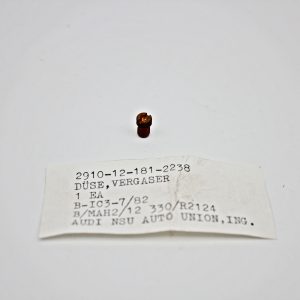 2910-12-181-2238
DÜSE,VERGASER
1 EA
B-IC3-7/82
B/MAH2/12 330/R2124
AUDI NSU AUTO UNION,ING.